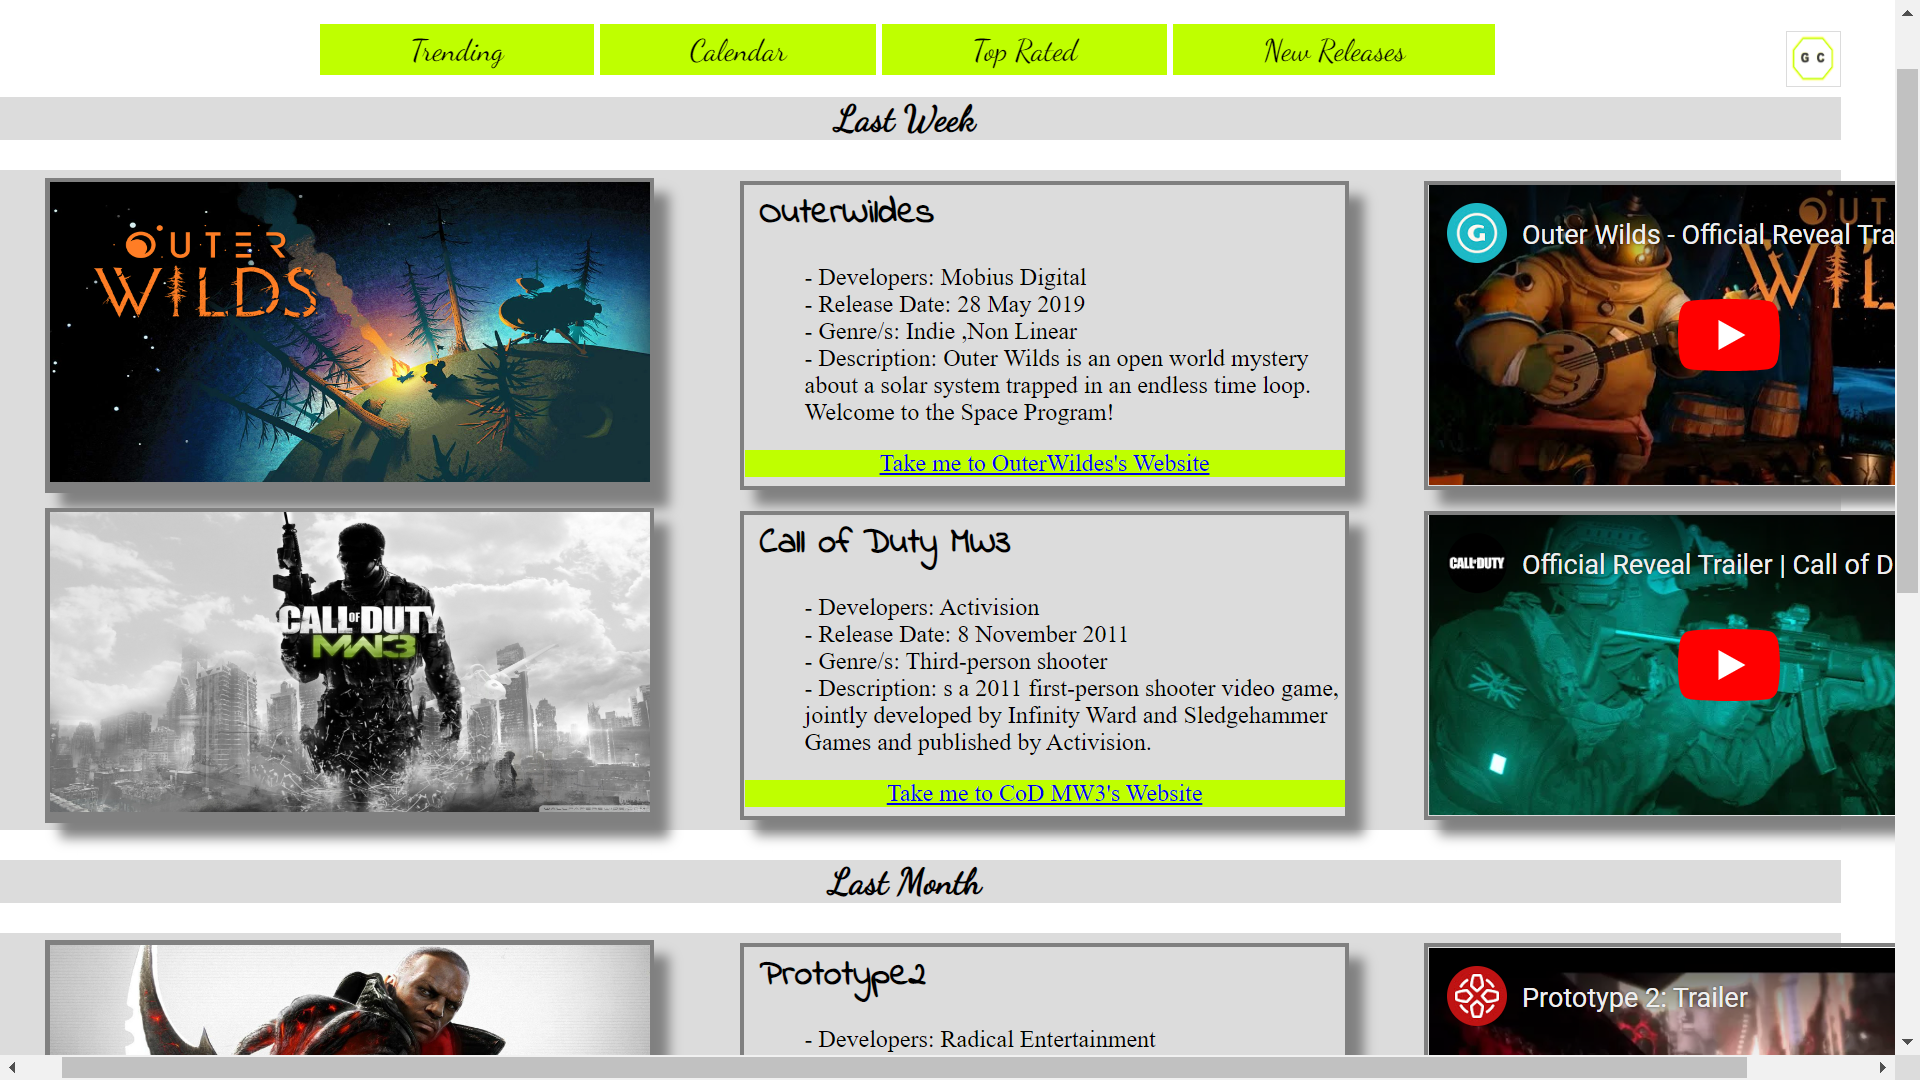 Trending
Calendar
Top Rated
New Releases
G C
Last Week
OUTER
WILDS
Outerwildes
- Developers: Mobius Digital
- Release Date: 28 May 2019
- Genre/s: Indie ,Non Linear
- Description: Outer Wilds is an open world mystery
about a solar system trapped in an endless time loop.
Welcome to the Space Program!
Take me to OuterWildes's Website
G
Outer Wilds - Official Reveal Tra
OUT
WIL
CALL OF DUTY
MW3
Call of Duty MW3
- Developers: Activision
- Release Date: 8 November 2011
- Genre/s: Third-person shooter
- Description: s a 2011 first-person shooter video game,
jointly developed by Infinity Ward and Sledgehammer
Games and published by Activision.
Take me to CoD MW3's Website
CALL OF DUTY
Official Reveal Trailer | Call of D
Last Month
Prototype2
- Developers: Radical Entertainment
Prototype 2: Trailer